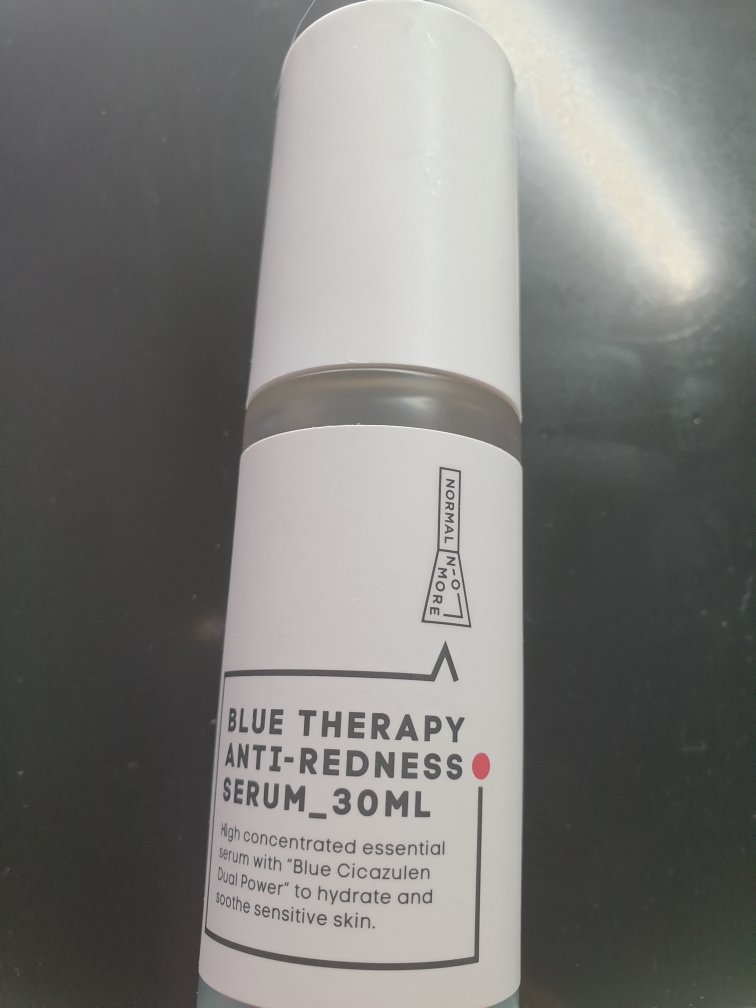 NORMAL
NO
MORE
BLUE THERAPY
ANTI-REDNESS
SERUM_30ML
High concentrated essential
serum with “Blue Cicazulen
Dual Power” to hydrate and
soothe sensitive skin.